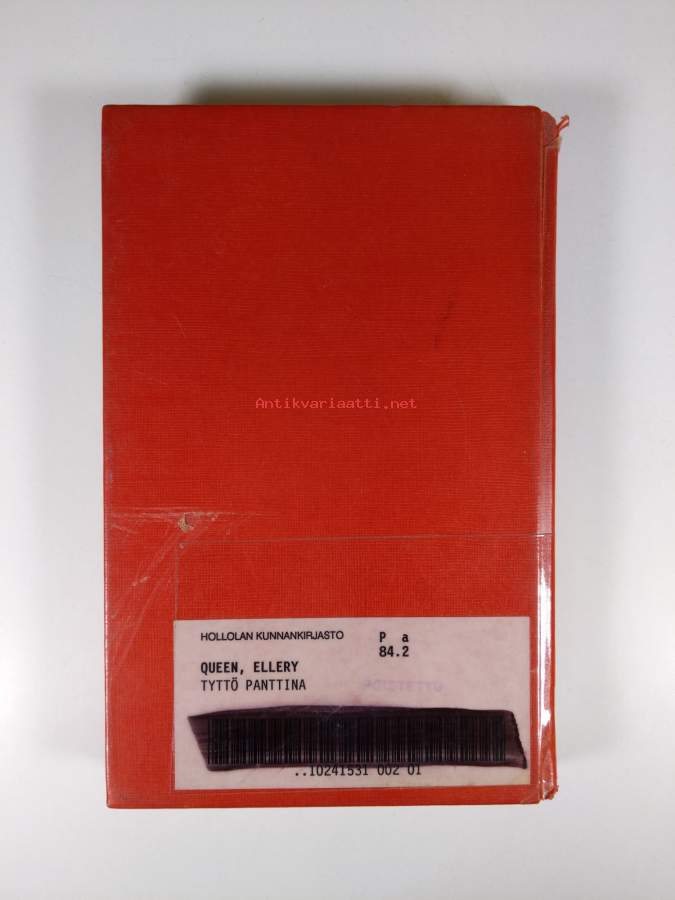 Antikvariaatti.net
HOLLOLAN KUNNANKIRJASTO
P a
84.2
QUEEN, ELLERY
TYTTÖ PANTTINA
..10241531 002 01